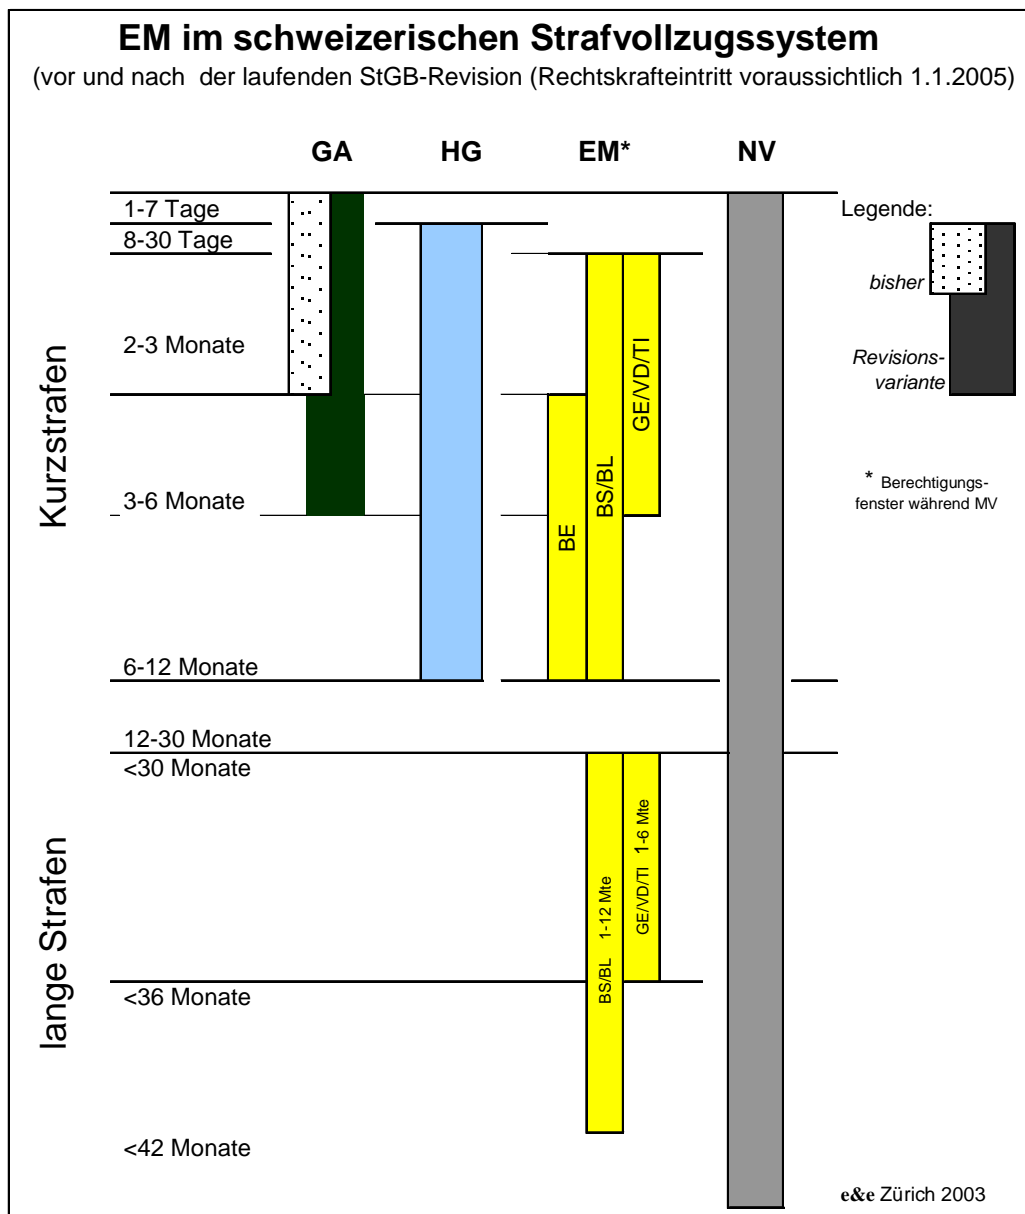 EM im schweizerischen Strafvollzugssystem
(vor und nach der laufenden StGB-Revision (Rechtskrafteintritt voraussichtlich 1.1.2005)
GA
HG
EM*
NV
Kurzstrafen
1-7 Tage
8-30 Tage
2-3 Monate
3-6 Monate
6-12 Monate
BE
BS/BL
GE/VD/TI
Legende:
bisher
Revisions-
variante
* Berechtigungs-
fenster während MV
lange Strafen
12-30 Monate
<30 Monate
<36 Monate
<42 Monate
BS/BL 1-12 Mte
GE/VD/TI 1-6 Mte
e&e Zürich 2003